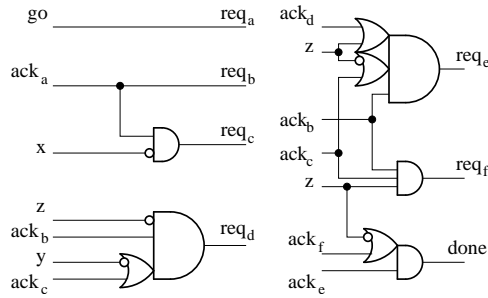 go req_a
ack_a req_b
x req_c
z
ack_b req_d
y
ack_c
ack_d
z req_e
ack_b
ack_c req_f
z
ack_f done
ack_e